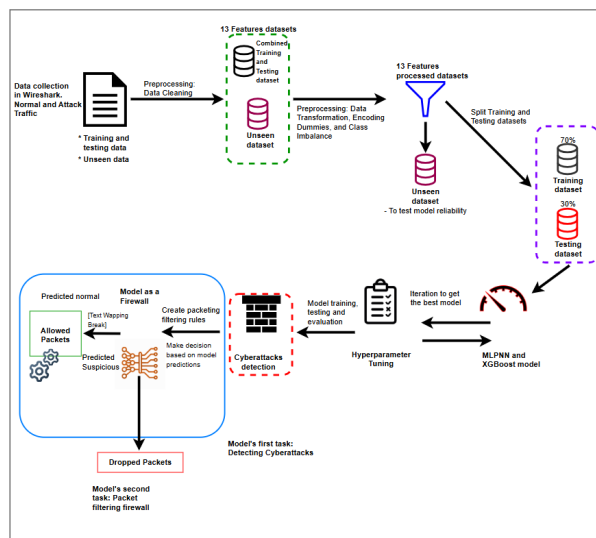 13 Features datasets
Data collection
in Wireshark.
Normal and Attack
Traffic
* Training and
testing data
* Unseen data
Preprocessing:
Data Cleaning
Combined
Training
and
Testing
dataset
Unseen
dataset
Preprocessing: Data
Transformation, Encoding
Dummies, and Class
Imbalance
13 Features
processed datasets
Unseen
dataset
- To test model reliability
Split Training and
Testing datasets
70%
Training
dataset
30%
Testing
dataset
MLPNN and
XGBoost model
Iteration to get
the best model
Hyperparameter
Tuning
Model training,
testing and
evaluation
Cyberattacks
detection
Model's first task:
Detecting Cyberattacks
Create packeting
filtering rules
Make decision
based on model
predictions
Model as a
Firewall
Predicted normal
[Text Wapping
Break]
Allowed
Packets
Predicted
Suspicious
Dropped Packets
Model's second
task: Packet
filtering firewall